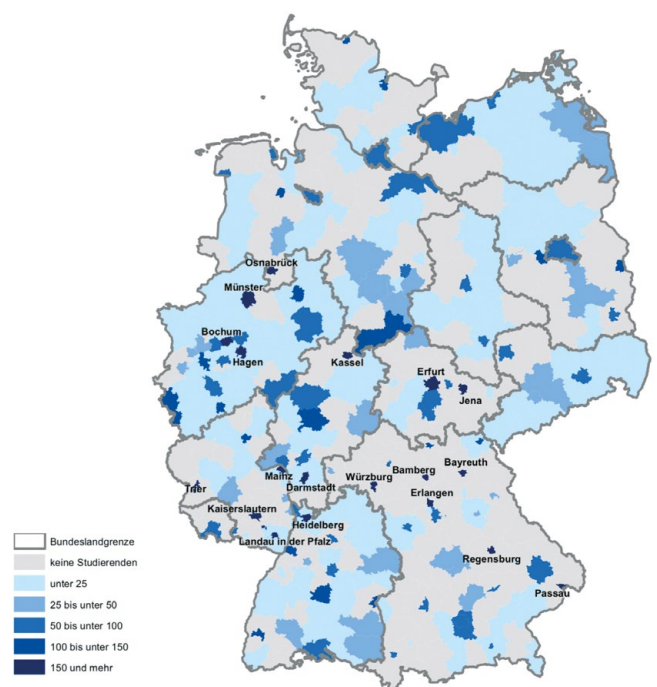 Osnabrück
Münster
Bochum
Hagen
Kassel
Erfurt
Jena
Trier
Mainz
Darmstadt
Würzburg
Bamberg
Bayreuth
Erlangen
Kaiserslautern
Heidelberg
Landau in der Pfalz
Regensburg
Passau
Bundeslandgrenze
keine Studierenden
unter 25
25 bis unter 50
50 bis unter 100
100 bis unter 150
150 und mehr